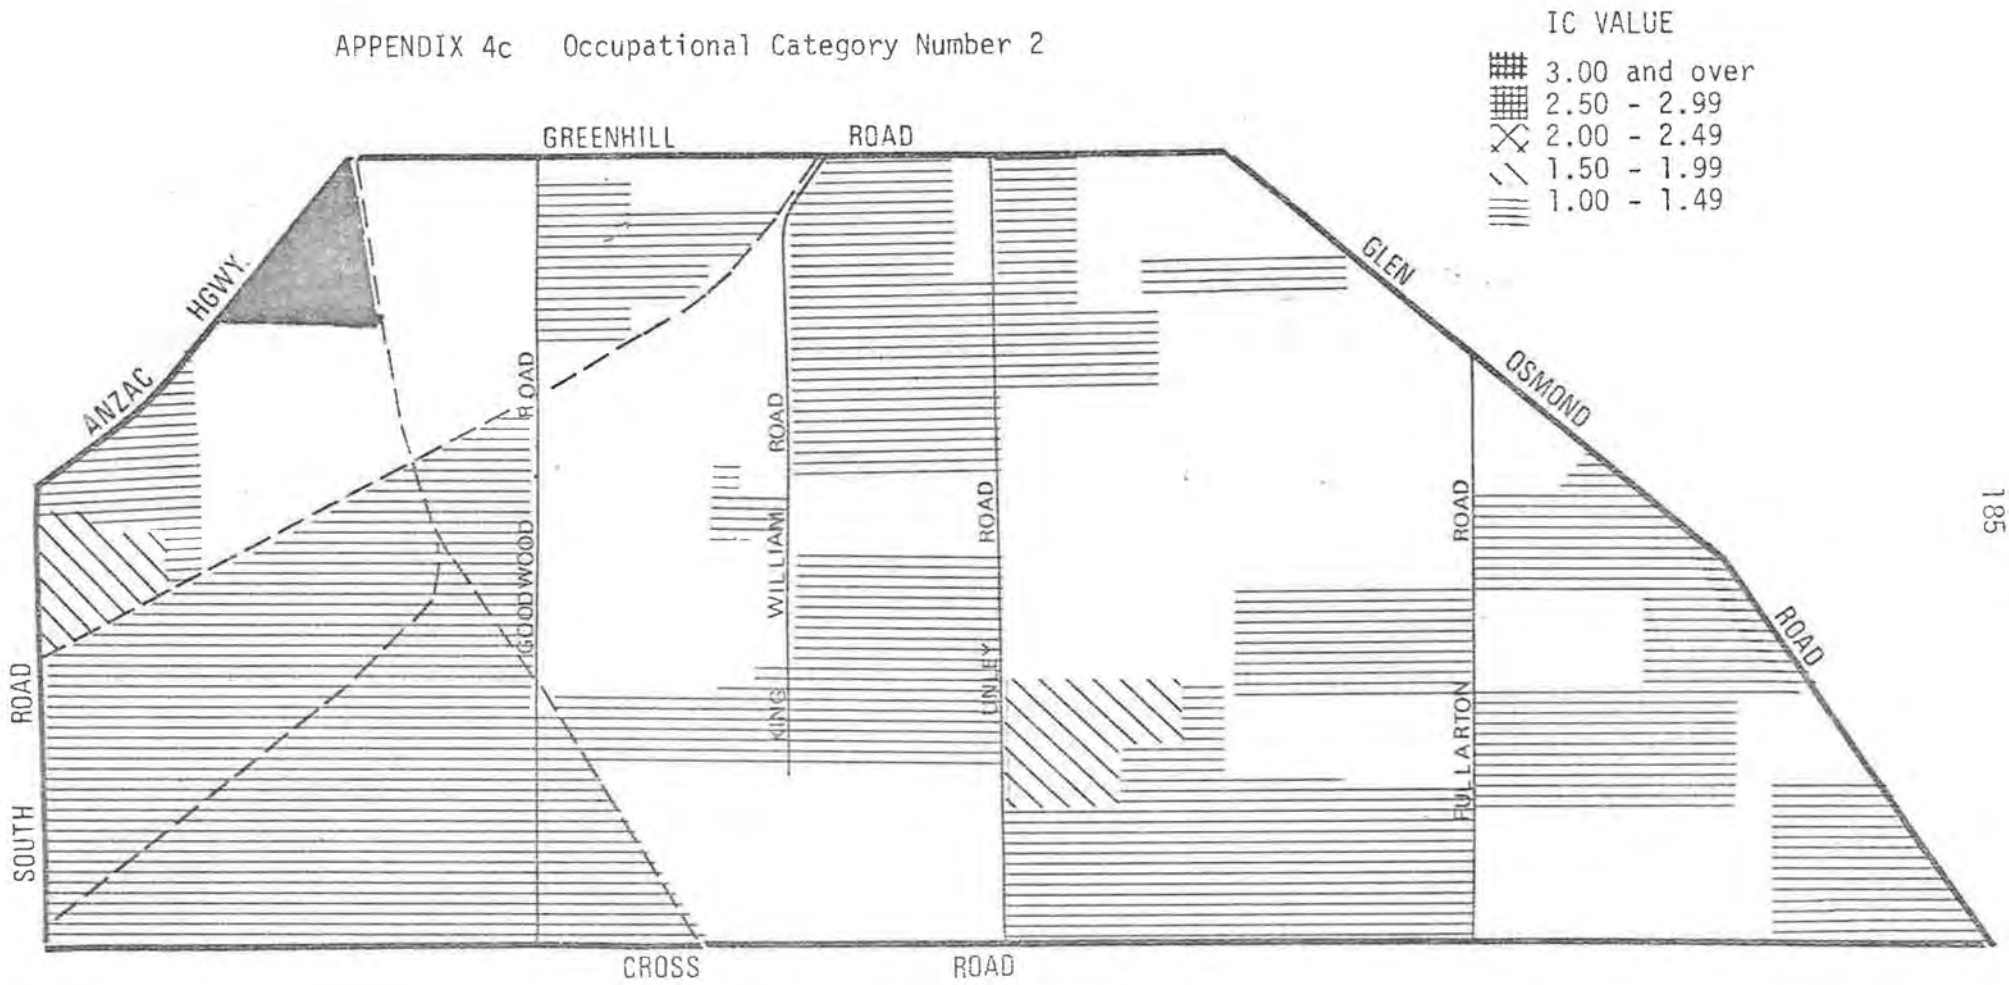 APPENDIX 4c Occupational Category Number 2
IC VALUE
3.00 and over
2.50 - 2.99
2.00 - 2.49
1.50 - 1.99
1.00 - 1.49
GREENHILL ROAD
ANZAC HGWY.
GLEN OSMOND ROAD
SOUTH ROAD
GOODWOOD ROAD
KING WILLIAM ROAD
UNLEY ROAD
FULLARTON ROAD
CROSS ROAD
185